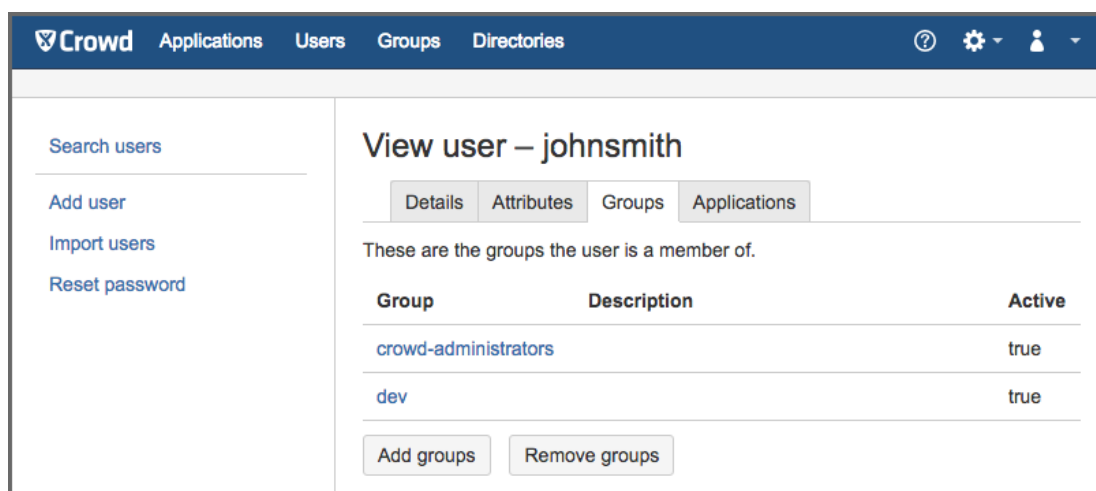 Crowd Applications Users Groups Directories
Search users
Add user
Import users
Reset password
View user – johnsmith
Details Attributes Groups Applications
These are the groups the user is a member of.
Group Description Active
crowd-administrators true
dev true
Add groups Remove groups